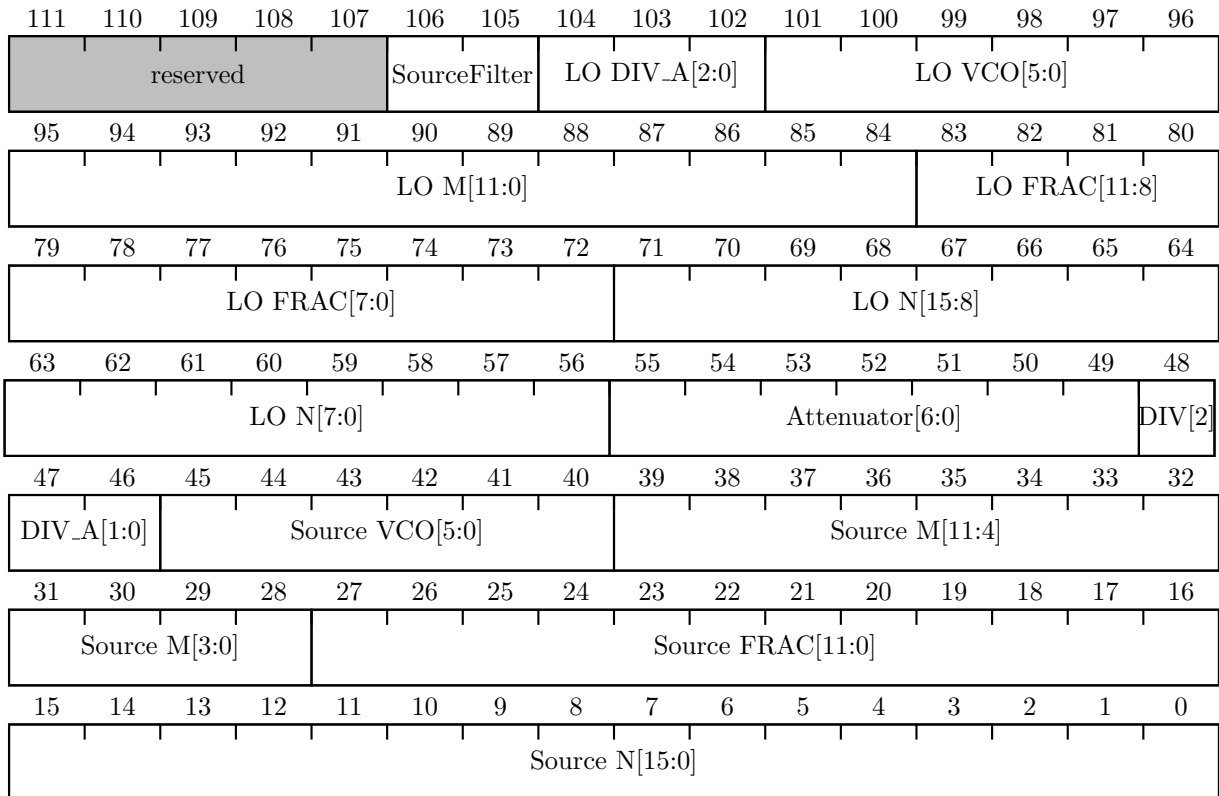 111 110 109 108 107 106 105 104 103 102 101 100 99 98 97 96
reserved SourceFilter LO DIV_A[2:0] LO VCO[5:0]
95 94 93 92 91 90 89 88 87 86 85 84 83 82 81 80
LO M[11:0] LO FRAC[11:8]
79 78 77 76 75 74 73 72 71 70 69 68 67 66 65 64
LO FRAC[7:0] LO N[15:8]
63 62 61 60 59 58 57 56 55 54 53 52 51 50 49 48
LO N[7:0] Attenuator[6:0] DIV[2]
47 46 45 44 43 42 41 40 39 38 37 36 35 34 33 32
DIV_A[1:0] Source VCO[5:0] Source M[11:4]
31 30 29 28 27 26 25 24 23 22 21 20 19 18 17 16
Source M[3:0] Source FRAC[11:0]
15 14 13 12 11 10 9 8 7 6 5 4 3 2 1 0
Source N[15:0]